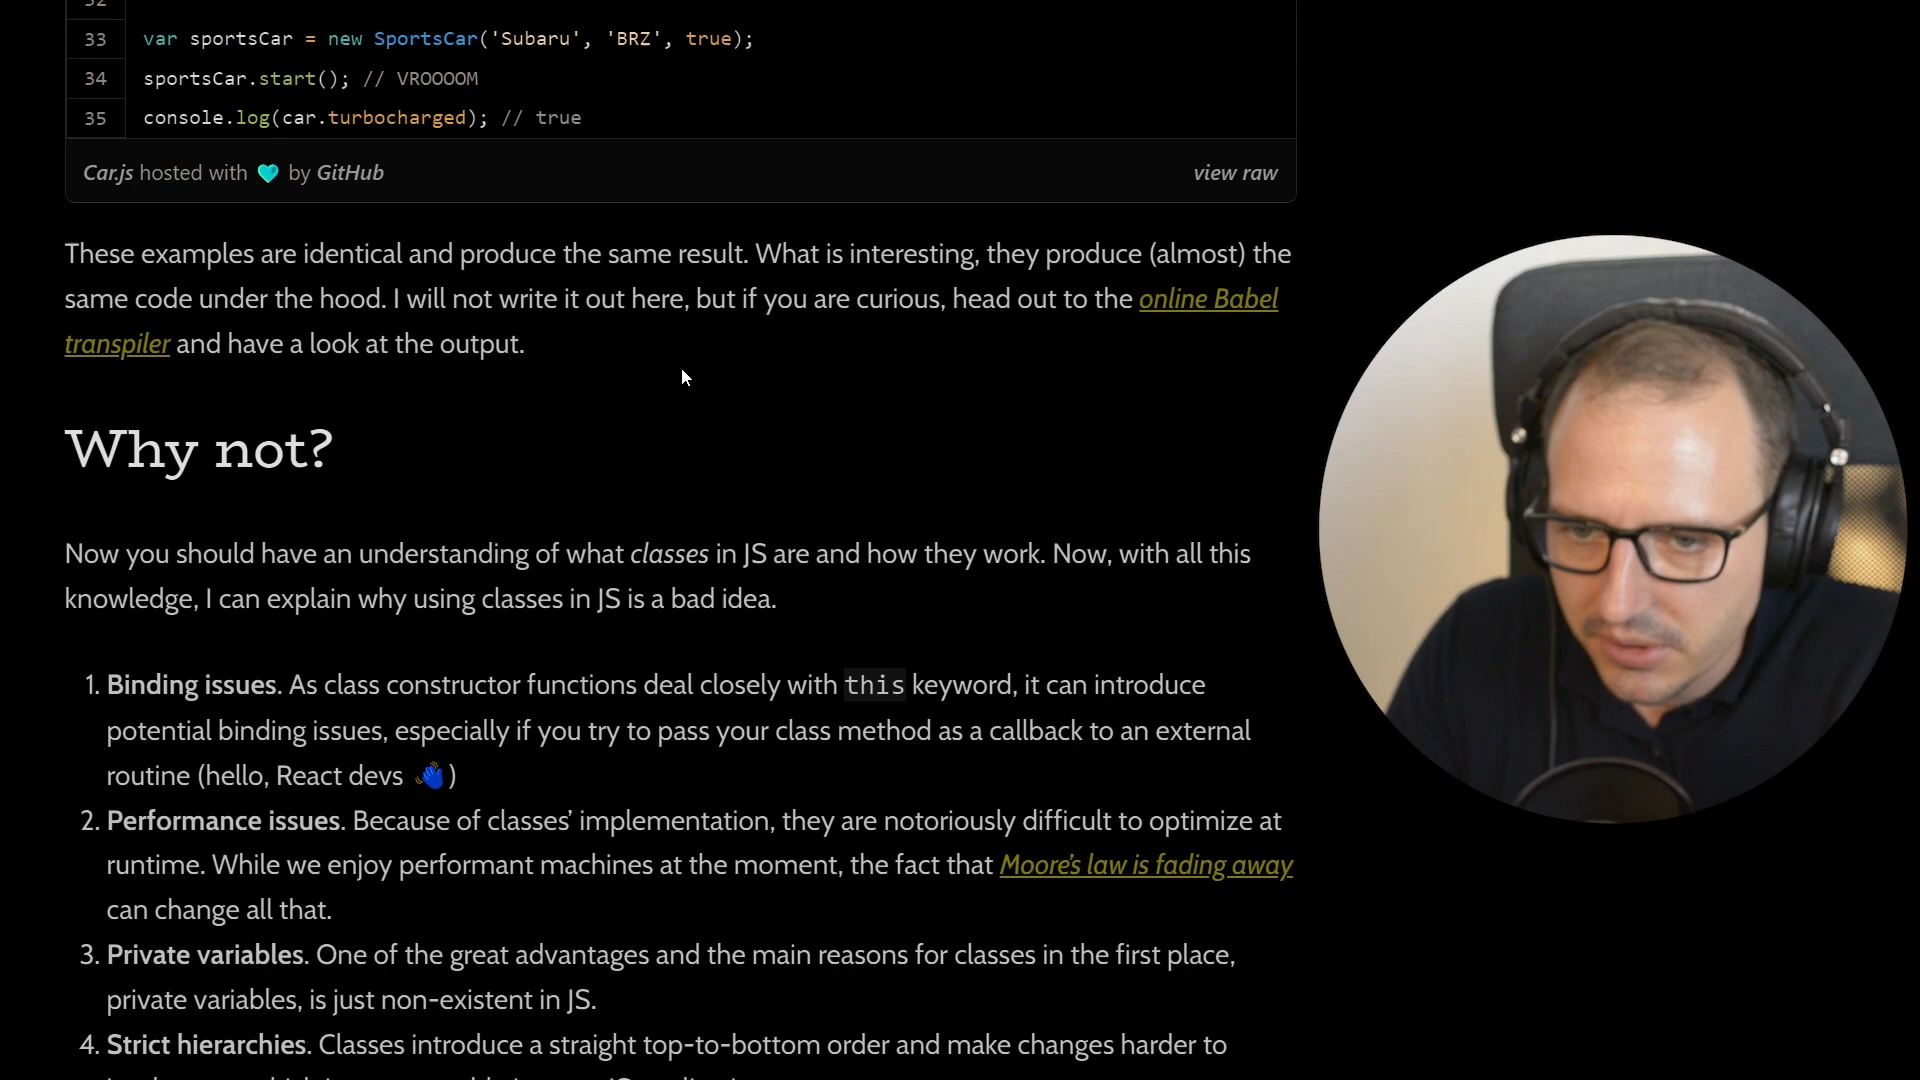 33 var sportsCar = new SportsCar('Subaru', 'BRZ', true);
34 sportsCar.start(); // VROOOOM
35 console.log(car.turbocharged); // true
Car.js hosted with 🩵 by GitHub view raw
These examples are identical and produce the same result. What is interesting, they produce (almost) the
same code under the hood. I will not write it out here, but if you are curious, head out to the online Babel
transpiler and have a look at the output.
Why not?
Now you should have an understanding of what classes in JS are and how they work. Now, with all this
knowledge, I can explain why using classes in JS is a bad idea.
1. Binding issues. As class constructor functions deal closely with this keyword, it can introduce
potential binding issues, especially if you try to pass your class method as a callback to an external
routine (hello, React devs 👋)
2. Performance issues. Because of classes’ implementation, they are notoriously difficult to optimize at
runtime. While we enjoy performant machines at the moment, the fact that Moore’s law is fading away
can change all that.
3. Private variables. One of the great advantages and the main reasons for classes in the first place,
private variables, is just non-existent in JS.
4. Strict hierarchies. Classes introduce a straight top-to-bottom order and make changes harder to